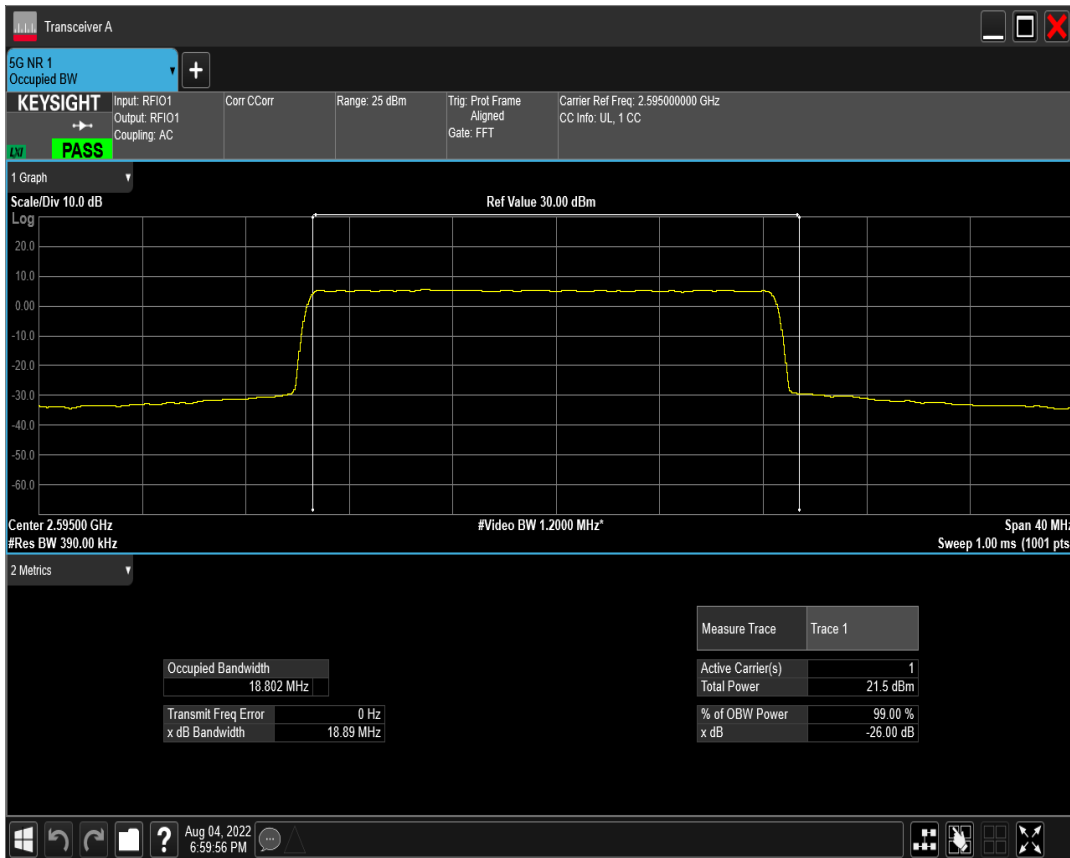 Transceiver A
5G NR 1
Occupied BW
KEYSIGHT
LXI
PASS
Input: RFIO1
Output: RFIO1
Coupling: AC
Corr CCorr
Range: 25 dBm
Trig: Prot Frame
Aligned
Gate: FFT
Carrier Ref Freq: 2.595000000 GHz
CC Info: UL, 1 CC
1 Graph
Scale/Div 10.0 dB
Ref Value 30.00 dBm
Log
20.0
10.0
0.00
-10.0
-20.0
-30.0
-40.0
-50.0
-60.0
Center 2.59500 GHz
#Video BW 1.2000 MHz*
Span 40 MHz
#Res BW 390.00 kHz
Sweep 1.00 ms (1001 pts
2 Metrics
Measure Trace Trace 1
Occupied Bandwidth
18.802 MHz
Active Carrier(s) 1
Total Power 21.5 dBm
Transmit Freq Error 0 Hz
x dB Bandwidth 18.89 MHz
% of OBW Power 99.00 %
x dB -26.00 dB
?
Aug 04, 2022
6:59:56 PM